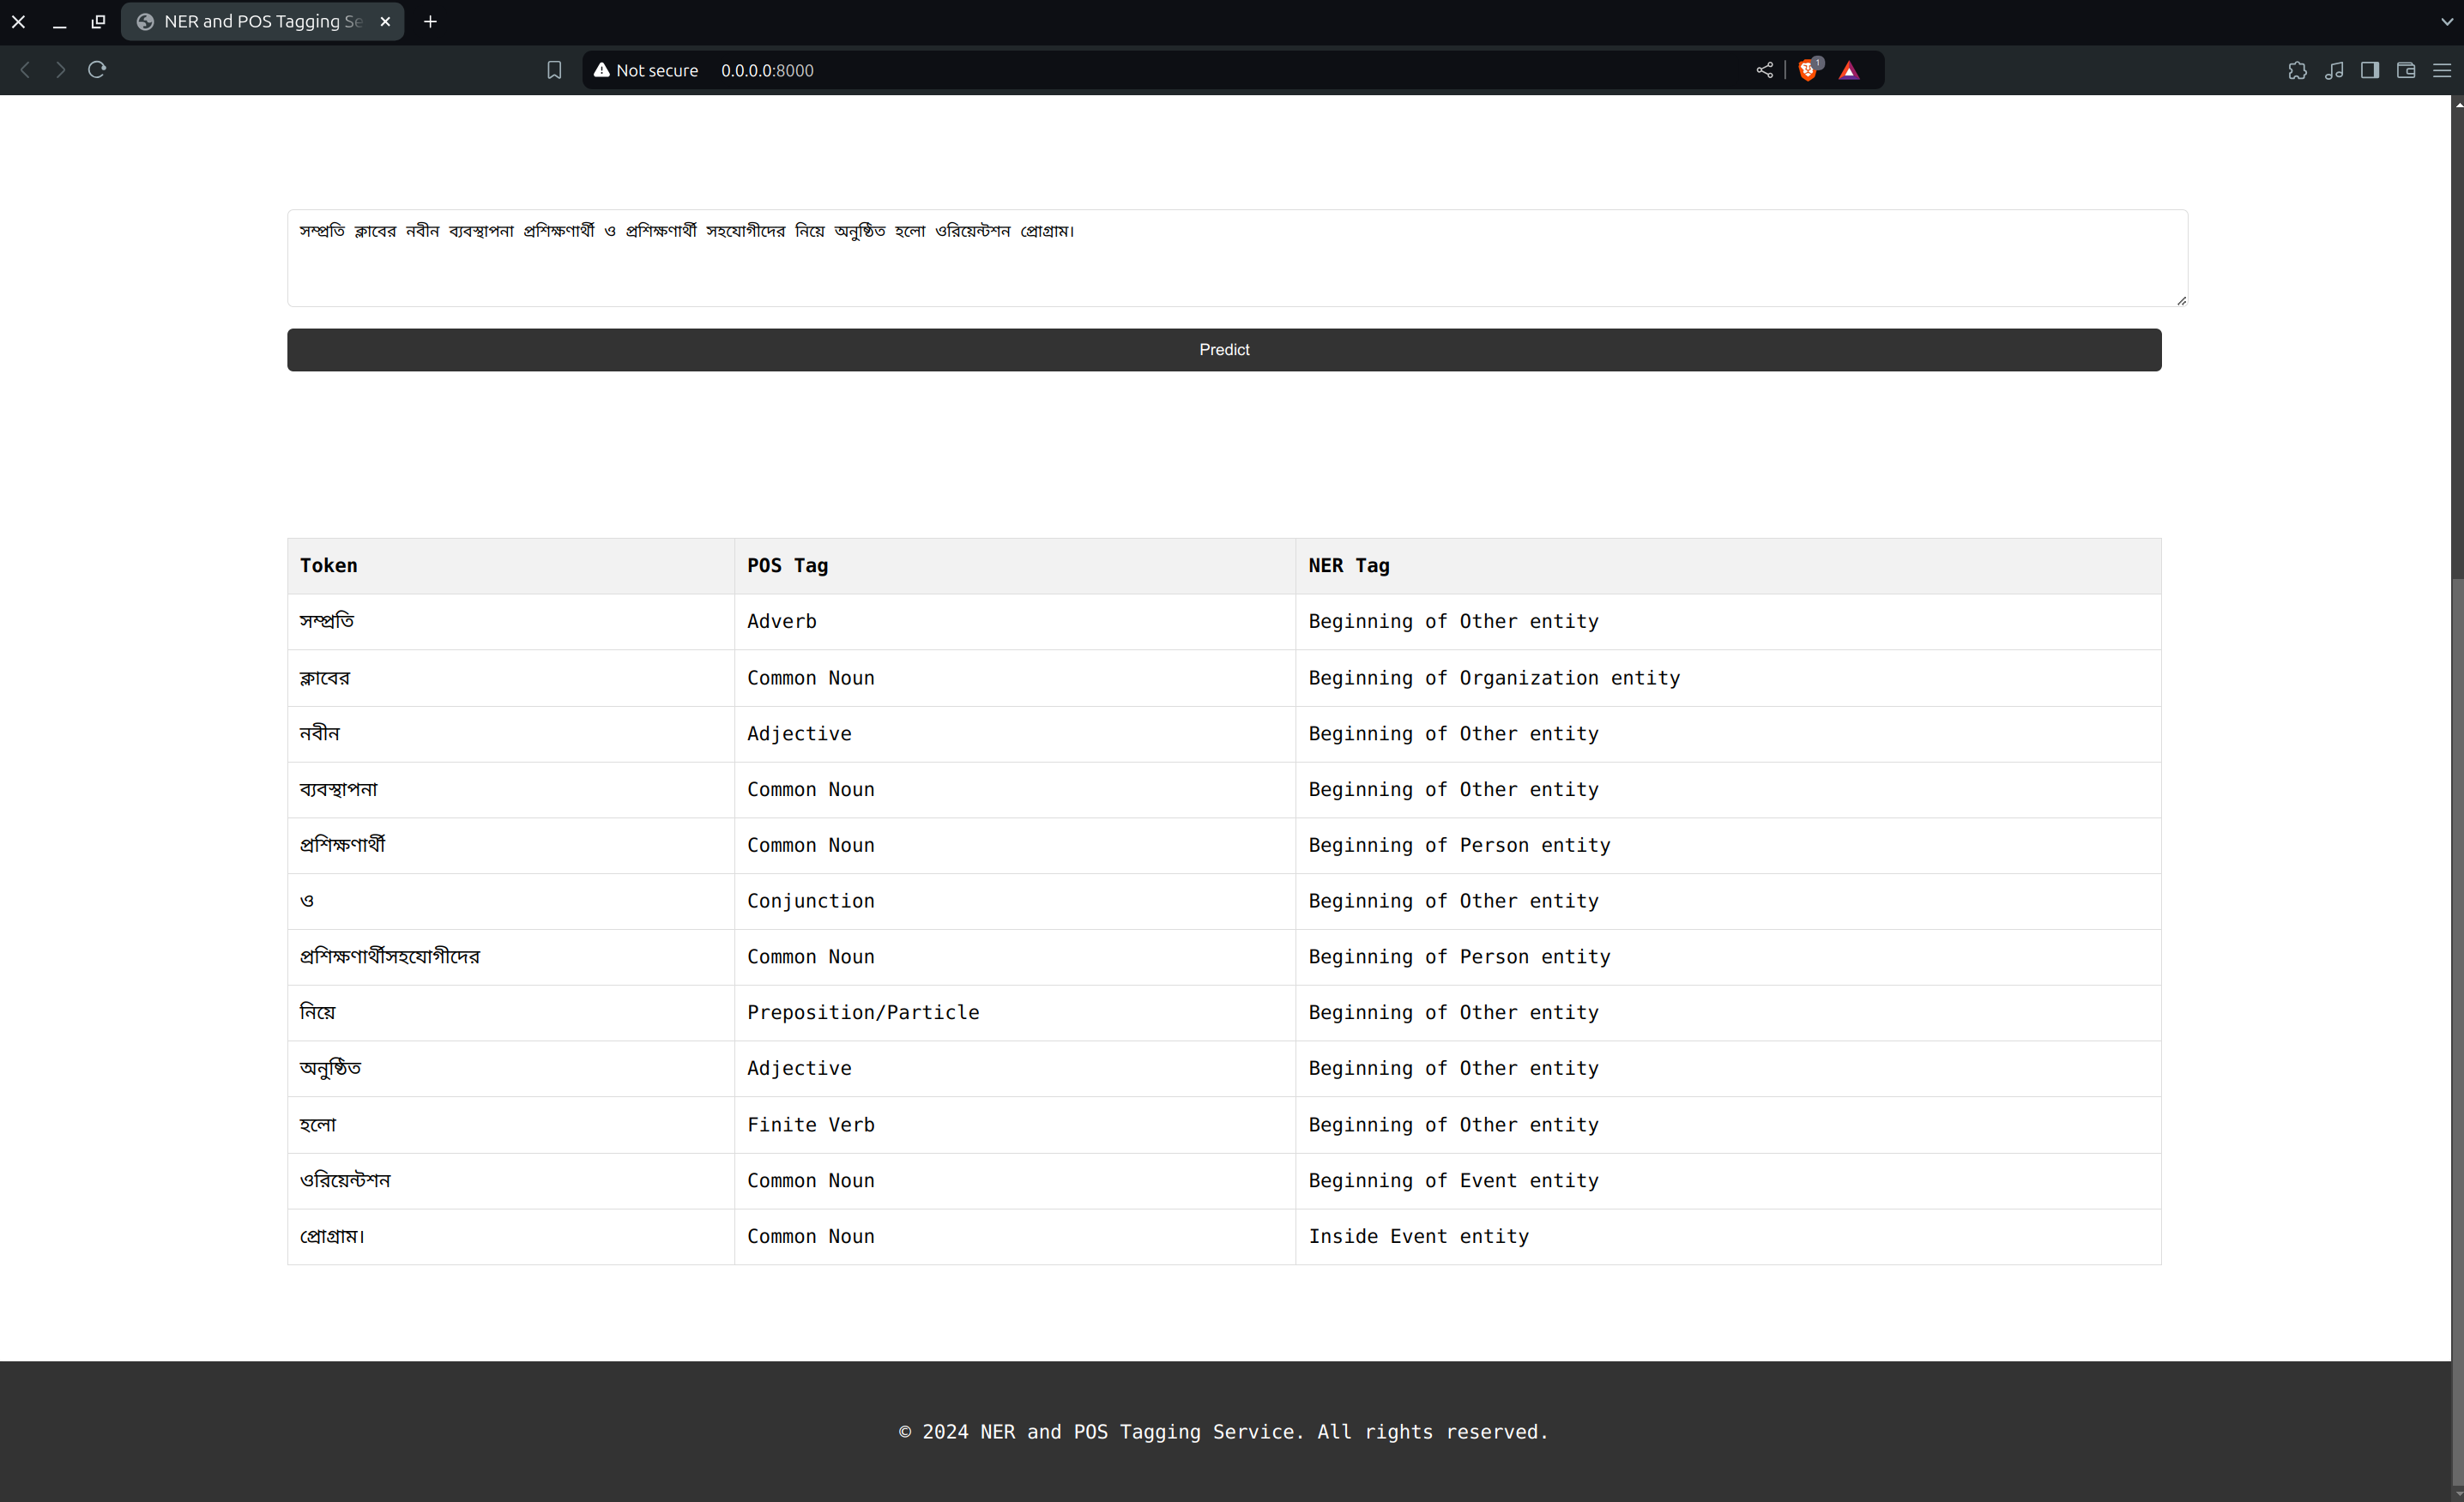 NER and POS Tagging Se
Not secure 0.0.0.0:8000
1
সম্প্রতি ক্লাবের নবীন ব্যবস্থাপনা প্রশিক্ষণার্থী ও প্রশিক্ষণার্থী সহযোগীদের নিয়ে অনুষ্ঠিত হলো ওরিয়েন্টশন প্রোগ্রাম।
Predict
Token POS Tag NER Tag
সম্প্রতি Adverb Beginning of Other entity
ক্লাবের Common Noun Beginning of Organization entity
নবীন Adjective Beginning of Other entity
ব্যবস্থাপনা Common Noun Beginning of Other entity
প্রশিক্ষণার্থী Common Noun Beginning of Person entity
ও Conjunction Beginning of Other entity
প্রশিক্ষণার্থীসহযোগীদের Common Noun Beginning of Person entity
নিয়ে Preposition/Particle Beginning of Other entity
অনুষ্ঠিত Adjective Beginning of Other entity
হলো Finite Verb Beginning of Other entity
ওরিয়েন্টশন Common Noun Beginning of Event entity
প্রোগ্রাম। Common Noun Inside Event entity
© 2024 NER and POS Tagging Service. All rights reserved.